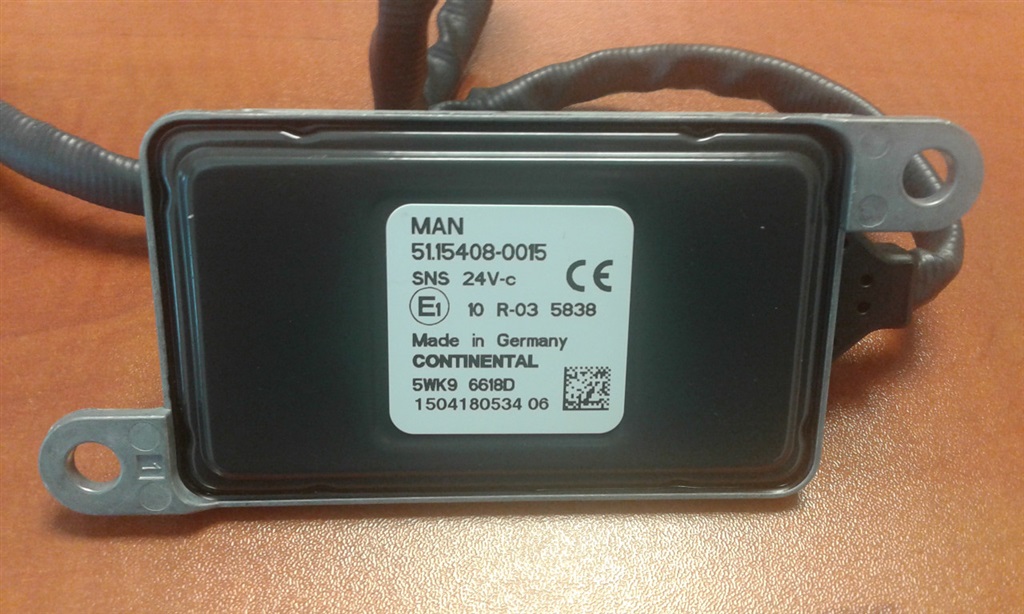 MAN
51.15408-0015
SNS 24V-c
CE
E1 10 R-03 5838
Made in Germany
CONTINENTAL
5WK9 6618D
1504180534 06
1